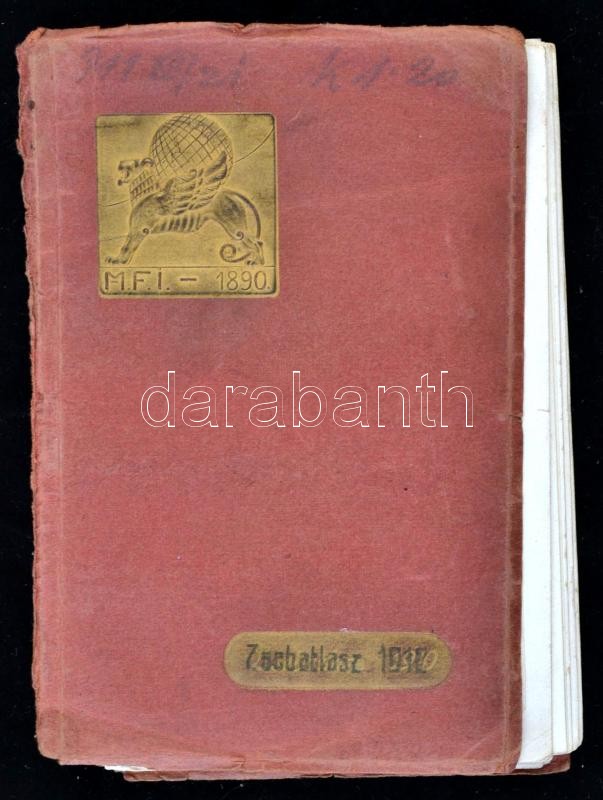 M.F.I. – 1890.
darabanth
Zsebatlasz 1912